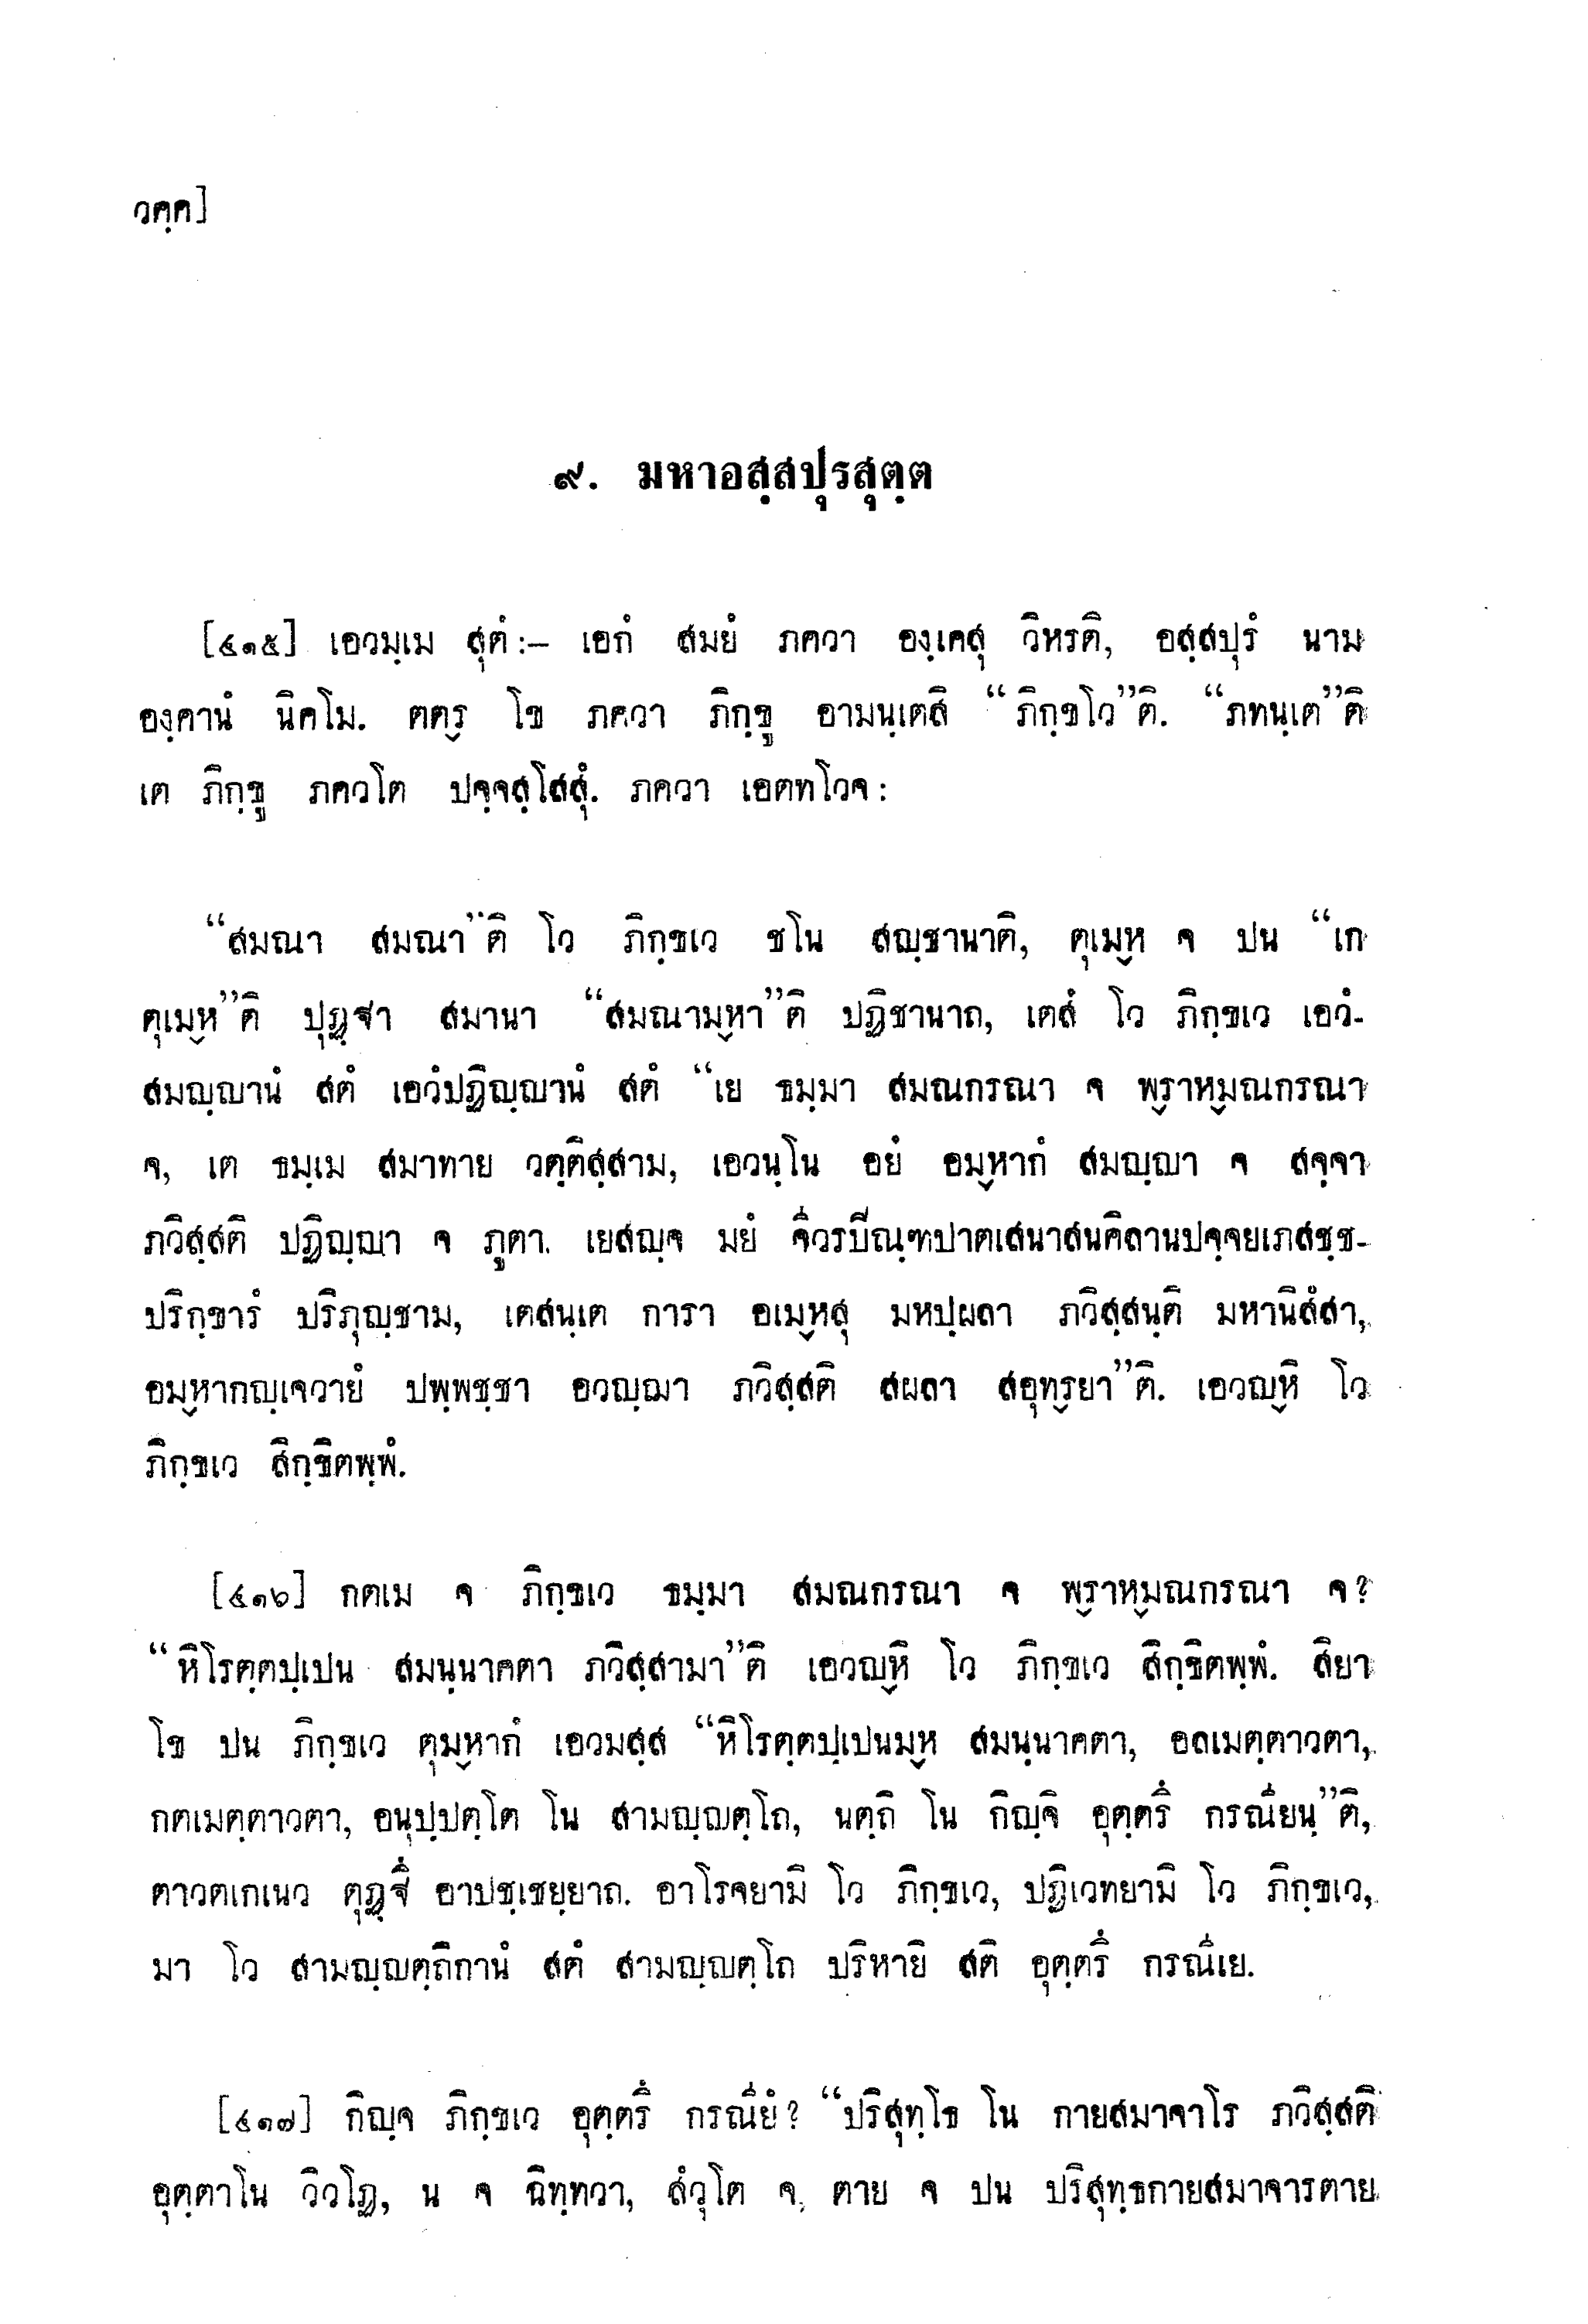 วคฺค]
๙. มหาอสฺสปุรสุตฺต
[๔๑๕] เอวมฺเม สุตํ:– เอกํ สมยํ ภควา องฺเคสุ วิหรติ, อสฺสปุรํ นาม
องฺคานํ นิคโม. ตตฺร โข ภควา ภิกฺขู อามนฺเตสิ “ภิกฺขโว”ติ. “ภทนฺเต”ติ
เต ภิกฺขู ภควโต ปจฺจสฺโสสุํ. ภควา เอตทโวจ:
“สมณา สมณา”ติ โว ภิกฺขเว ชโน สญฺชานาติ, ตุเมฺห จ ปน “เก
ตุเมฺห”ติ ปุฏฺฐา สมานา “สมณามฺหา”ติ ปฏิชานาถ, เตสํ โว ภิกฺขเว เอวํ-
สมญฺญานํ สตํ เอวํปฏิญฺญานํ สตํ “เย ธมฺมา สมณกรณา จ พฺราหฺมณกรณา
จ, เต ธมฺเม สมาทาย วตฺติสฺสาม, เอวนฺโน อยํ อมฺหากํ สมญฺญา จ สจฺจา
ภวิสฺสติ ปฏิญฺญา จ ภูตา. เยสญฺจ มยํ จีวรปิณฺฑปาตเสนาสนคิลานปจฺจยเภสชฺช-
ปริกฺขารํ ปริภุญฺชาม, เตสนฺเต การา อเมฺหสุ มหปฺผลา ภวิสฺสนฺติ มหานิสํสา,
อมฺหากญฺเจวายํ ปพฺพชฺชา อวญฺฌา ภวิสฺสติ สผลา สอุทฺรยา”ติ. เอวญฺหิ โว
ภิกฺขเว สิกฺขิตพฺพํ.
[๔๑๖] กตเม จ ภิกฺขเว ธมฺมา สมณกรณา จ พฺราหฺมณกรณา จ?
“หิโรตฺตปฺเปน สมนฺนาคตา ภวิสฺสามา”ติ เอวญฺหิ โว ภิกฺขเว สิกฺขิตพฺพํ. สิยา
โข ปน ภิกฺขเว ตุมฺหากํ เอวมสฺส “หิโรตฺตปฺเปนมฺห สมนฺนาคตา, อลเมตฺตาวตา,
กตเมตฺตาวตา, อนุปฺปตฺโต โน สามญฺญตฺโถ, นตฺถิ โน กิญฺจิ อุตฺตรึ กรณียนฺ”ติ,
ตาวตเกเนว ตุฏฺฐึ อาปชฺเชยฺยาถ. อาโรจยามิ โว ภิกฺขเว, ปฏิเวทยามิ โว ภิกฺขเว,
มา โว สามญฺญตฺถิกานํ สตํ สามญฺญตฺโถ ปริหายิ สติ อุตฺตรึ กรณีเย.
[๔๑๗] กิญฺจ ภิกฺขเว อุตฺตรึ กรณียํ? “ปริสุทฺโธ โน กายสมาจาโร ภวิสฺสติ
อุตฺตาโน วิวโฏ, น จ ฉิทฺทวา, สํวุโต จ, ตาย จ ปน ปริสุทฺธกายสมาจารตาย